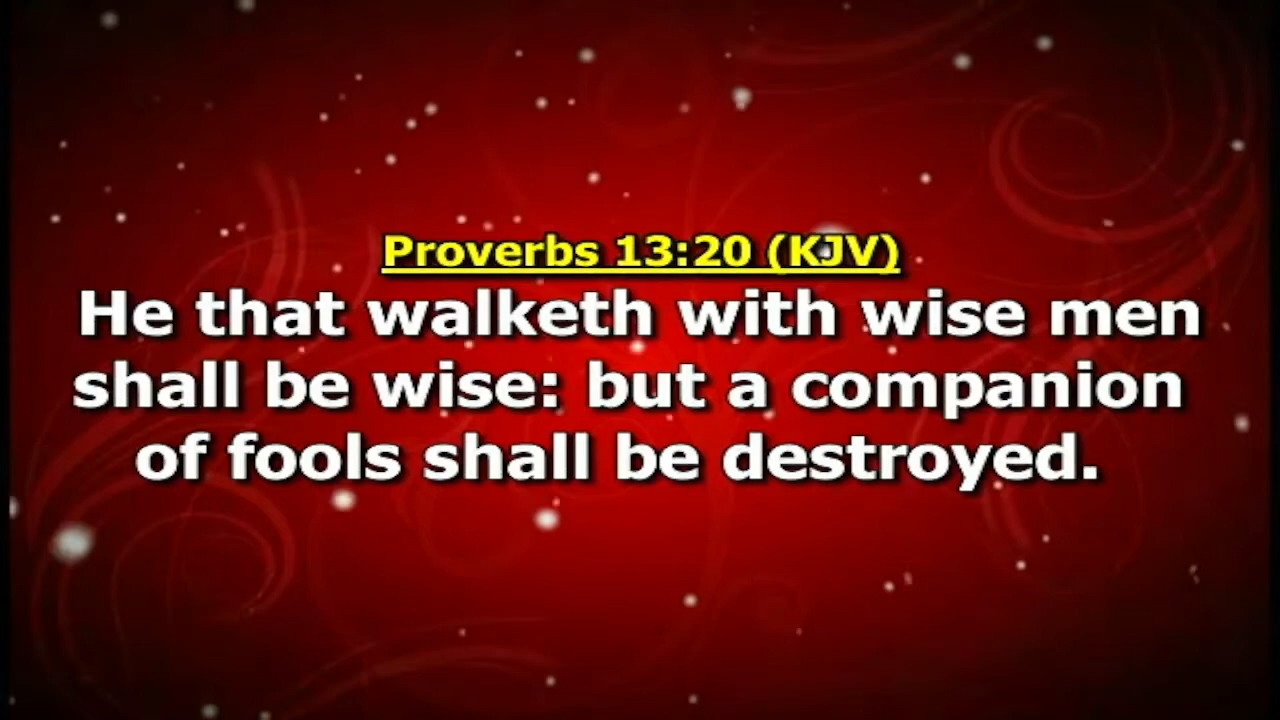 Proverbs 13:20 (KJV)
He that walketh with wise men
shall be wise: but a companion
of fools shall be destroyed.